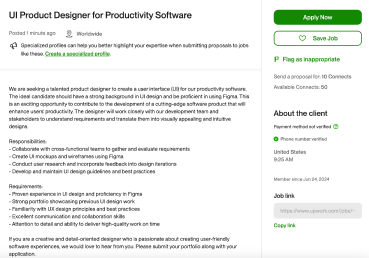 UI Product Designer for Productivity Software
Posted 1 minute ago
Worldwide
Specialized profiles can help you better highlight your expertise when submitting proposals to jobs
like these. Create a specialized profile.
We are seeking a talented product designer to create a user interface (UI) for our productivity software.
The ideal candidate should have a strong background in UI design and be proficient in using Figma. This
is an exciting opportunity to contribute to the development of a cutting-edge software product that will
enhance users' productivity. The designer will work closely with our development team and
stakeholders to understand requirements and translate them into visually appealing and intuitive
designs.
Responsibilities:
- Collaborate with cross-functional teams to gather and evaluate requirements
- Create UI mockups and wireframes using Figma
- Conduct user research and incorporate feedback into design iterations
- Develop and maintain UI design guidelines and best practices
Requirements:
- Proven experience in UI design and proficiency in Figma
- Strong portfolio showcasing previous UI design work
- Familiarity with UX design principles and best practices
- Excellent communication and collaboration skills
- Attention to detail and ability to deliver high-quality work on time
If you are a creative and detail-oriented designer who is passionate about creating user-friendly
software experiences, we would love to hear from you. Please submit your portfolio along with your
application.
Apply Now
Save Job
Flag as inappropriate
Send a proposal for: 10 Connects
Available Connects: 50
About the client
Payment method not verified
Phone number verified
United States
9:25 AM
Member since Jun 24, 2024
Job link
https://www.upwork.com/jobs/
Copy link